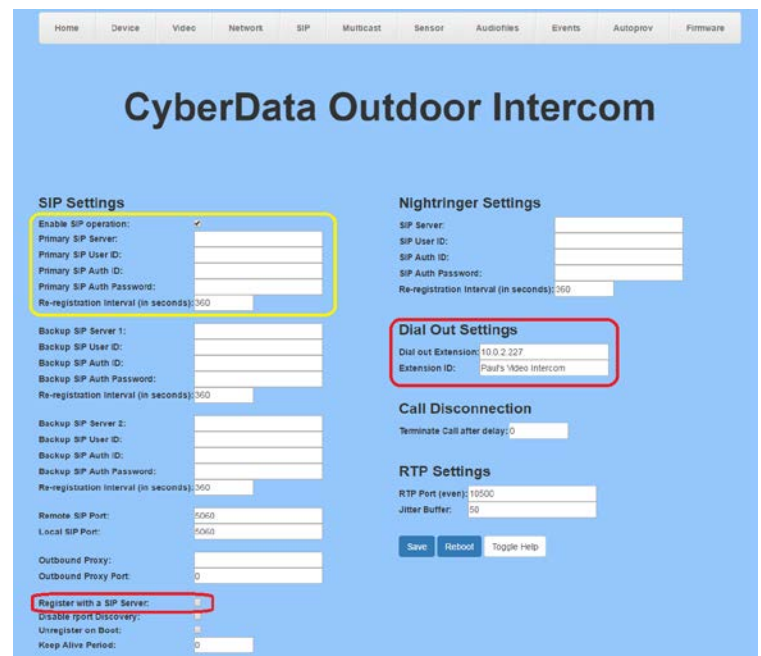 Home Device Video Network SIP Multicast Sensor Audiofiles Events Autoprov Firmware
CyberData Outdoor Intercom
SIP Settings
Enable SIP operation:
Primary SIP Server:
Primary SIP User ID:
Primary SIP Auth ID:
Primary SIP Auth Password:
Re-registration Interval (in seconds): 360
Backup SIP Server 1:
Backup SIP User ID:
Backup SIP Auth ID:
Backup SIP Auth Password:
Re-registration Interval (in seconds): 360
Backup SIP Server 2:
Backup SIP User ID:
Backup SIP Auth ID:
Backup SIP Auth Password:
Re-registration Interval (in seconds): 360
Remote SIP Port: 5060
Local SIP Port: 5060
Outbound Proxy:
Outbound Proxy Port: 0
Register with a SIP Server:
Disable rport Discovery:
Unregister on Boot:
Keep Alive Period: 0
Nightringer Settings
SIP Server:
SIP User ID:
SIP Auth ID:
SIP Auth Password:
Re-registration Interval (in seconds): 360
Dial Out Settings
Dial out Extension: 10.0.2.227
Extension ID: Paul's Video Intercom
Call Disconnection
Terminate Call after delay: 0
RTP Settings
RTP Port (even): 10500
Jitter Buffer: 50
Save Reboot Toggle Help